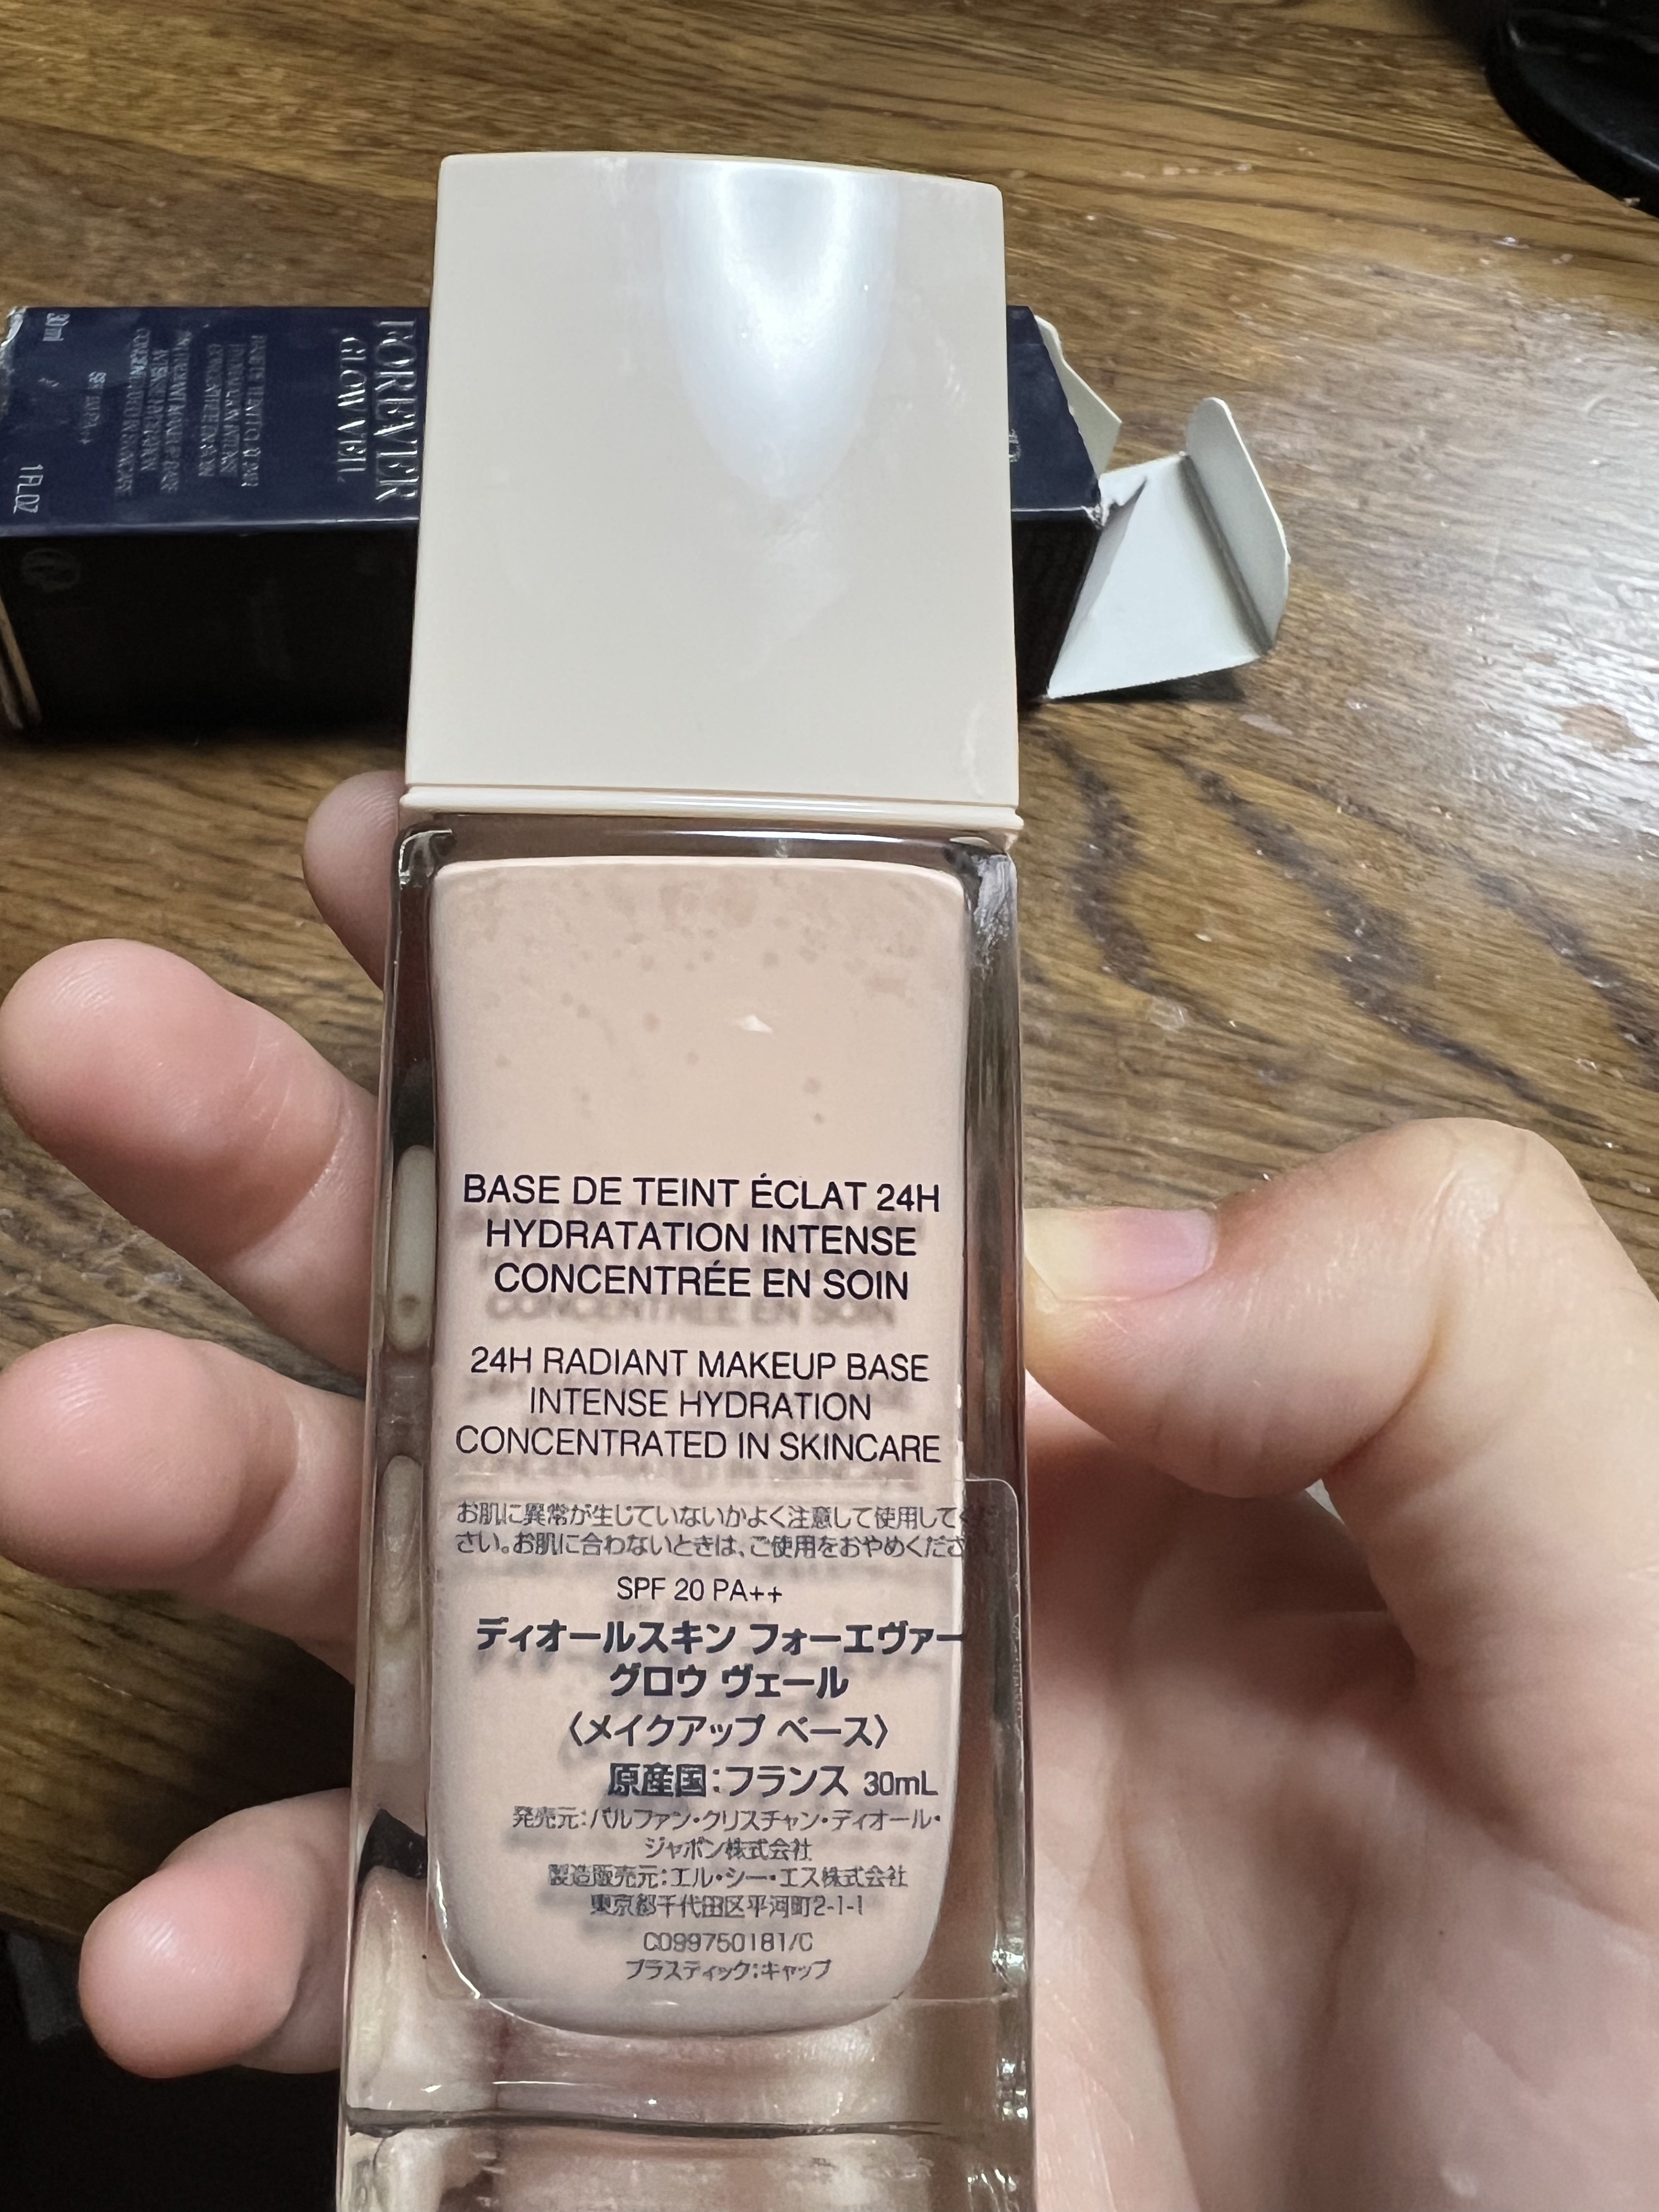 FOREVER
GLOW VEIL
30 ml
1 FL.OZ
BASE DE TEINT ÉCLAT 24H
HYDRATATION INTENSE
CONCENTRÉE EN SOIN
24H RADIANT MAKEUP BASE
INTENSE HYDRATION
CONCENTRATED IN SKINCARE
お肌に異常が生じていないかよく注意して使用してくだ
さい。お肌に合わないときは、ご使用をおやめください
SPF 20 PA++
ディオールスキン フォーエヴァー
グロウ ヴェール
〈メイクアップ ベース〉
原産国:フランス 30mL
発売元:パルファン・クリスチャン・ディオール・
ジャポン株式会社
製造販売元:エル・シー・エス株式会社
東京都千代田区平河町2-1-1
C099750181/C
プラスティック:キャップ